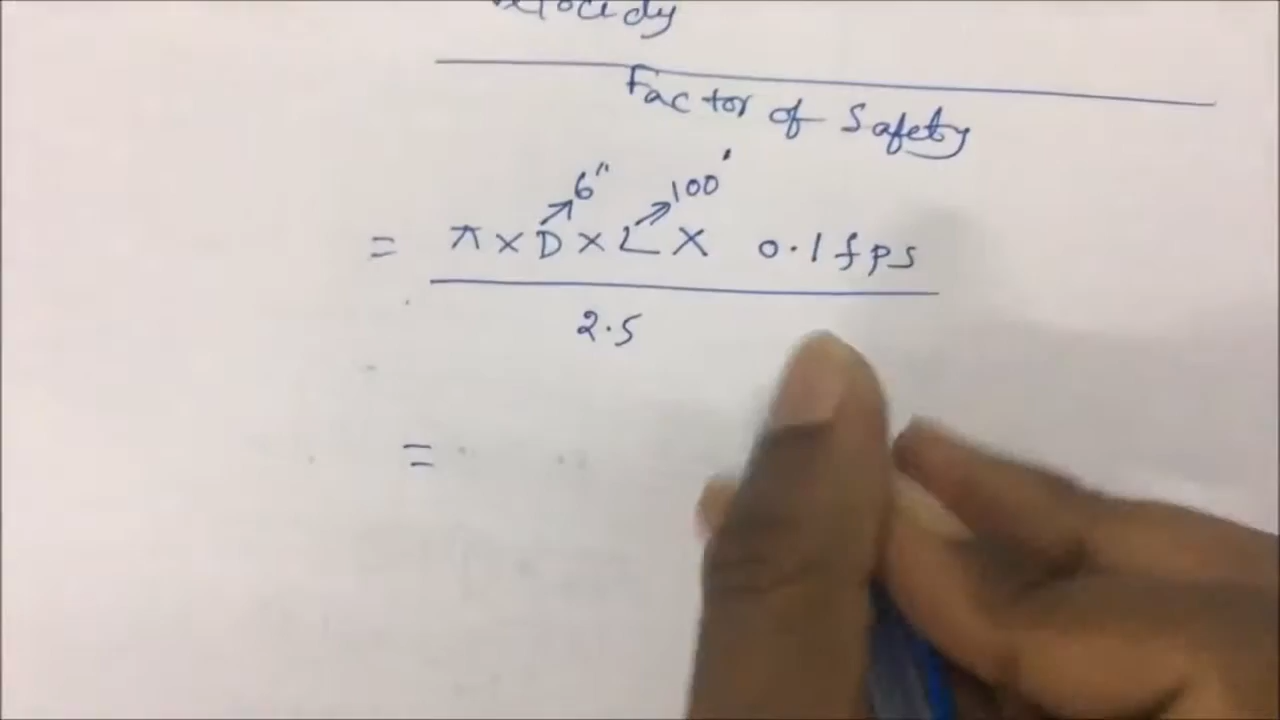 Factor of Safety
6" 100'
= π × D × L × 0.1 fps
2.5
=